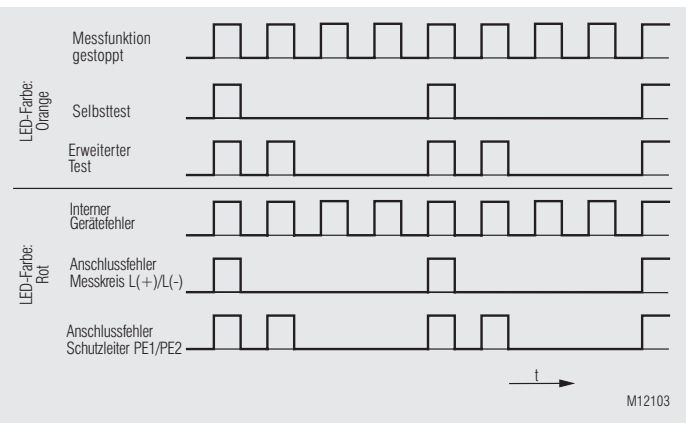 LED-Farbe:
Orange
Messfunktion
gestoppt
Selbsttest
Erweiterter
Test
LED-Farbe:
Rot
Interner
Gerätefehler
Anschlussfehler
Messkreis L(+)/L(-)
Anschlussfehler
Schutzleiter PE1/PE2
t
M12103